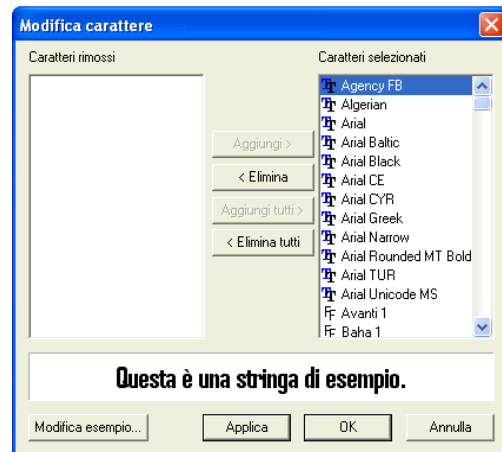 Modifica carattere
Caratteri rimossi
Caratteri selezionati
Agency FB
Algerian
Arial
Arial Baltic
Arial Black
Arial CE
Arial CYR
Arial Greek
Arial Narrow
Arial Rounded MT Bold
Arial TUR
Arial Unicode MS
Avanti 1
Baha 1
Aggiungi >
< Elimina
Aggiungi tutti >
< Elimina tutti
Questa è una stringa di esempio.
Modifica esempio...
Applica
OK
Annulla